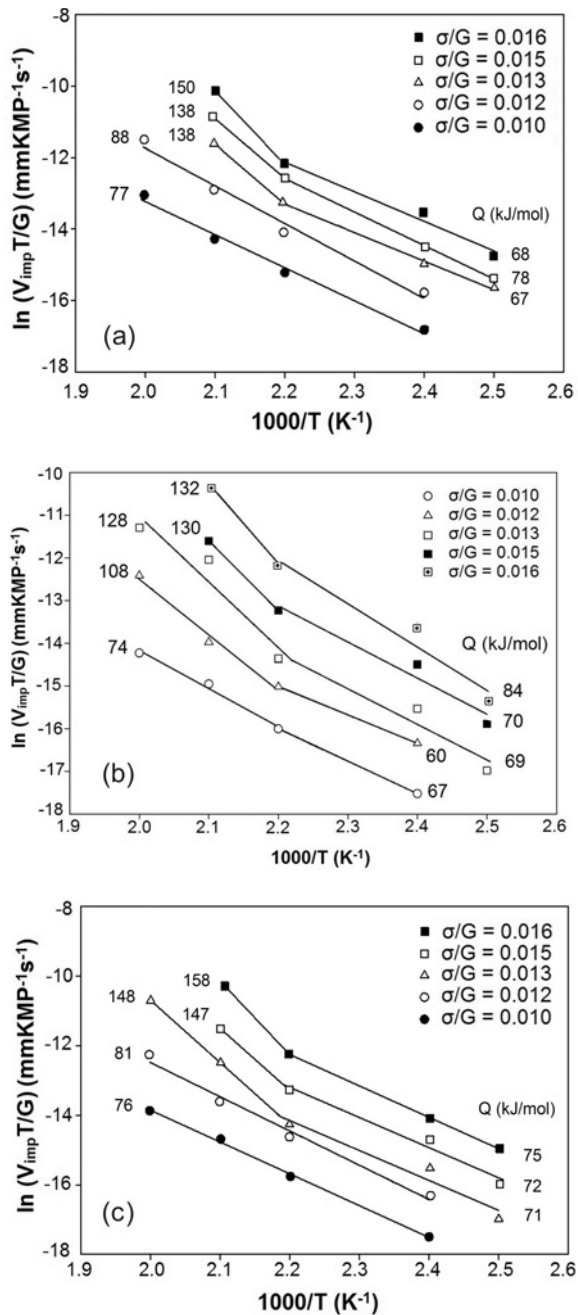 -8
-10
-12
-14
-16
-18
ln (VimpT/G) (mmKMP-1s-1)
■ σ/G = 0.016
□ σ/G = 0.015
△ σ/G = 0.013
○ σ/G = 0.012
● σ/G = 0.010
150
138
138
88
77
Q (kJ/mol)
68
78
67
(a)
1.9 2.0 2.1 2.2 2.3 2.4 2.5 2.6
1000/T (K-1)
-10
-11
-12
-13
-14
-15
-16
-17
-18
ln (VimpT/G) (mmKMP-1s-1)
○ σ/G = 0.010
△ σ/G = 0.012
□ σ/G = 0.013
■ σ/G = 0.015
⊡ σ/G = 0.016
132
128
130
108
74
Q (kJ/mol)
84
70
69
60
67
(b)
1.9 2.0 2.1 2.2 2.3 2.4 2.5 2.6
1000/T (K-1)
-8
-10
-12
-14
-16
-18
ln (VimpT/G) (mmKMP-1s-1)
■ σ/G = 0.016
□ σ/G = 0.015
△ σ/G = 0.013
○ σ/G = 0.012
● σ/G = 0.010
158
148
147
81
76
Q (kJ/mol)
75
72
71
(c)
1.9 2.0 2.1 2.2 2.3 2.4 2.5 2.6
1000/T (K-1)